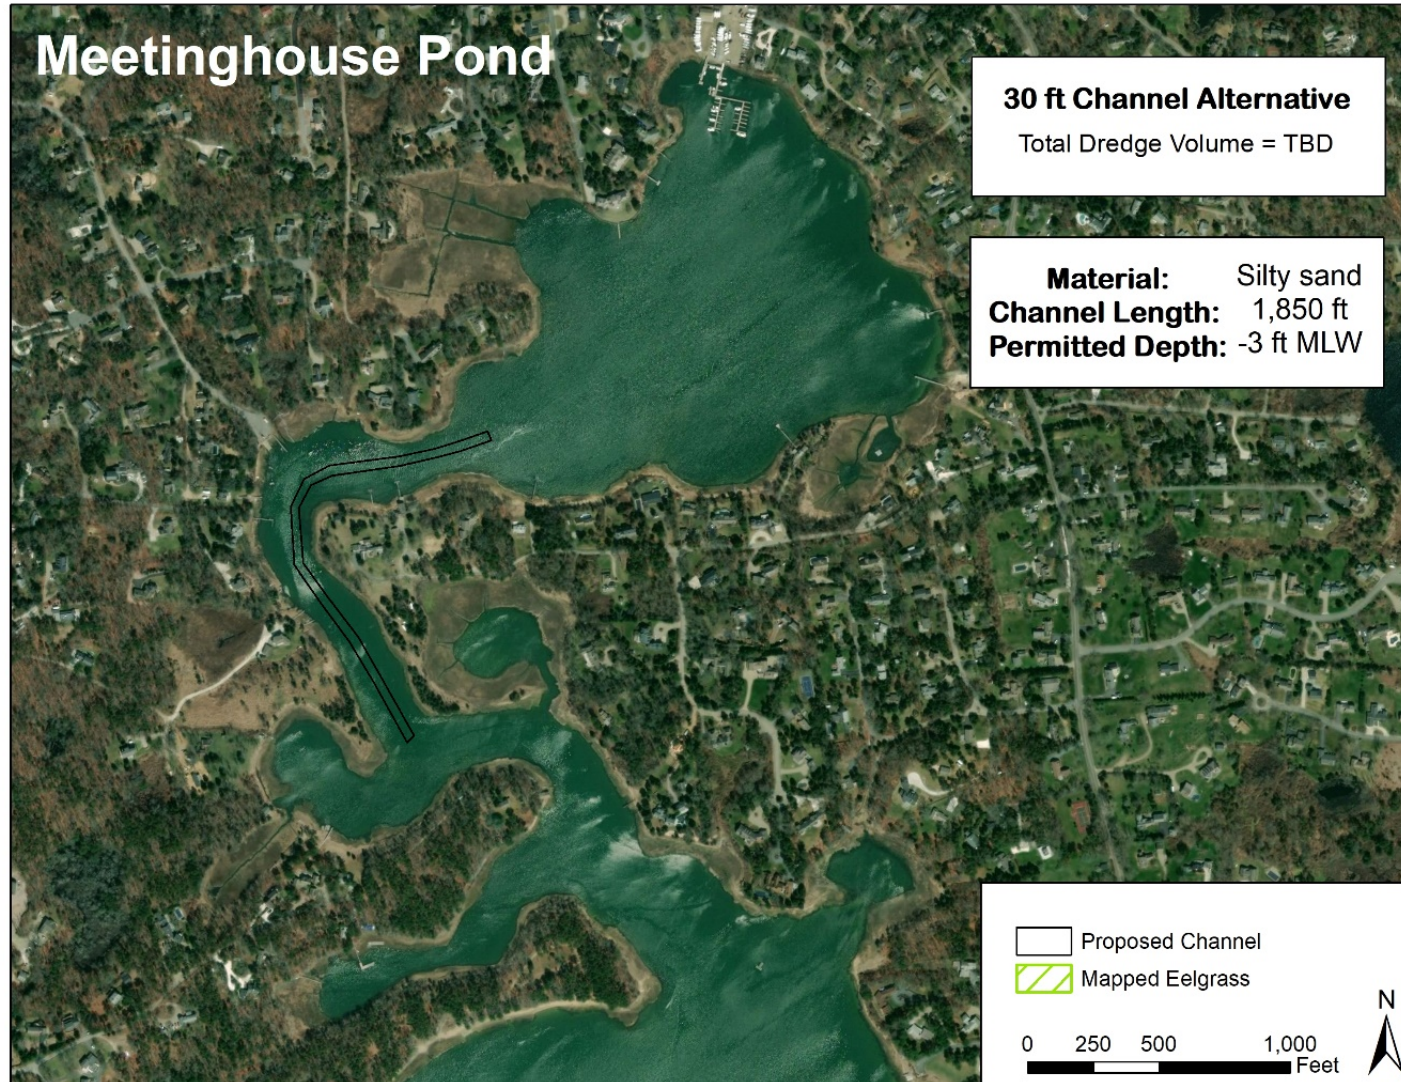 Meetinghouse Pond
30 ft Channel Alternative
Total Dredge Volume = TBD
Material: Silty sand
Channel Length: 1,850 ft
Permitted Depth: -3 ft MLW
Proposed Channel
Mapped Eelgrass
N
0 250 500 1,000
Feet